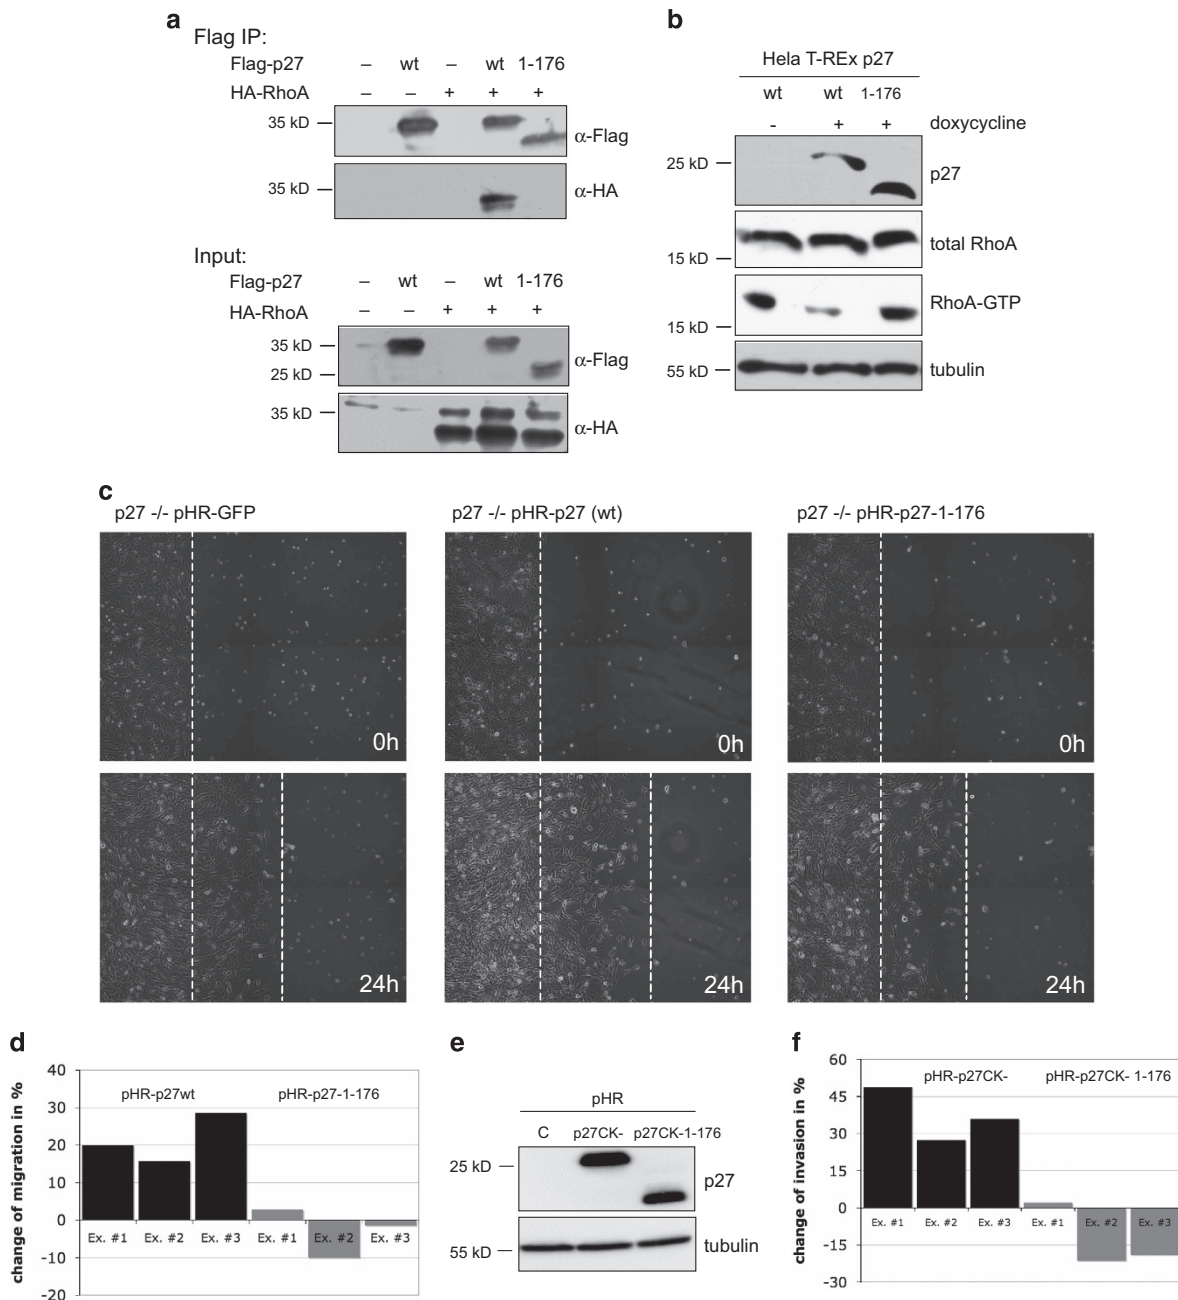 a
Flag IP:
Flag-p27 – wt – wt 1-176
HA-RhoA – – + + +
35 kD α-Flag
35 kD α-HA
Input:
Flag-p27 – wt – wt 1-176
HA-RhoA – – + + +
35 kD
25 kD
α-Flag
35 kD α-HA
b
Hela T-REx p27
wt wt 1-176
- + + doxycycline
25 kD p27
total RhoA
15 kD
RhoA-GTP
15 kD
55 kD tubulin
c
p27 -/- pHR-GFP
p27 -/- pHR-p27 (wt)
p27 -/- pHR-p27-1-176
0h
0h
0h
24h
24h
24h
d
change of migration in %
40
30
20
10
0
-10
-20
pHR-p27wt pHR-p27-1-176
Ex. #1 Ex. #2 Ex. #3 Ex. #1 Ex. #2 Ex. #3
e
pHR
C p27CK- p27CK-1-176
25 kD p27
55 kD tubulin
f
change of invasion in %
60
45
30
15
0
-15
-30
pHR-p27CK- pHR-p27CK- 1-176
Ex. #1 Ex. #2 Ex. #3 Ex. #1 Ex. #2 Ex. #3